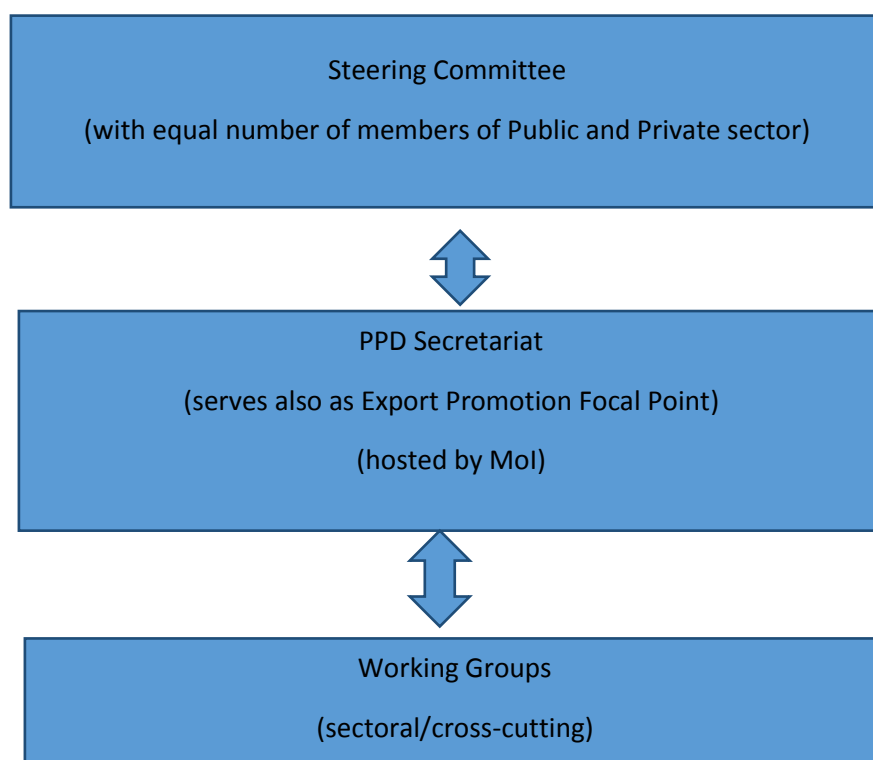 Steering Committee
(with equal number of members of Public and Private sector)
PPD Secretariat
(serves also as Export Promotion Focal Point)
(hosted by MoI)
Working Groups
(sectoral/cross-cutting)